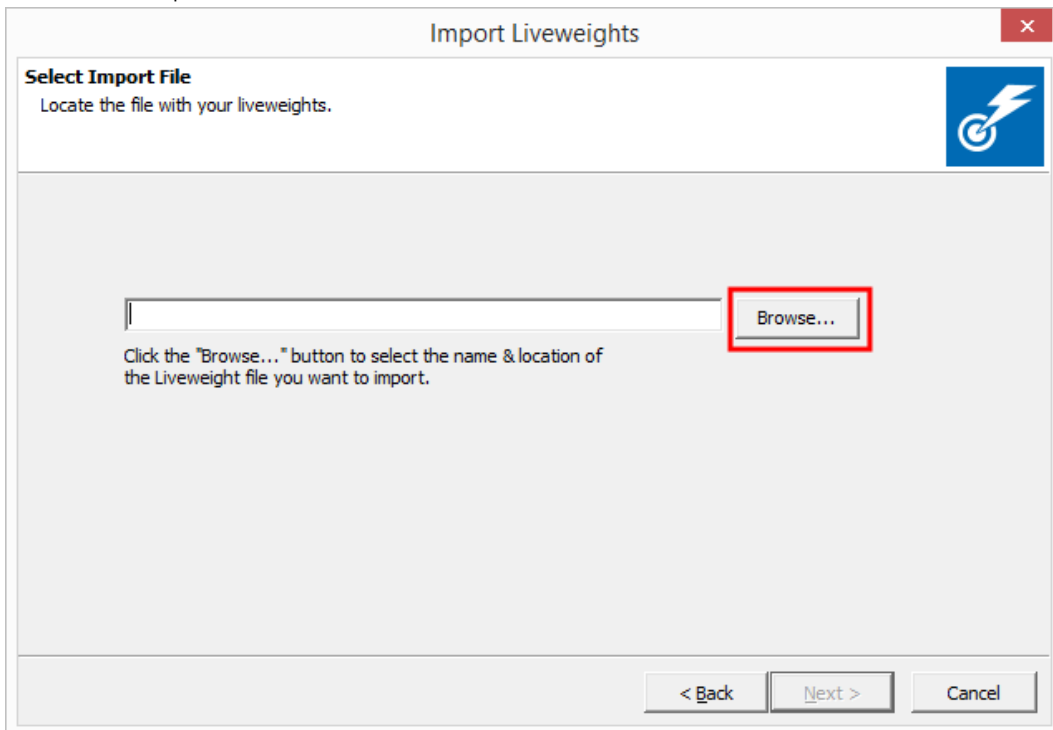 Import Liveweights
Select Import File
Locate the file with your liveweights.
Browse...
Click the "Browse..." button to select the name & location of
the Liveweight file you want to import.
< Back
Next >
Cancel